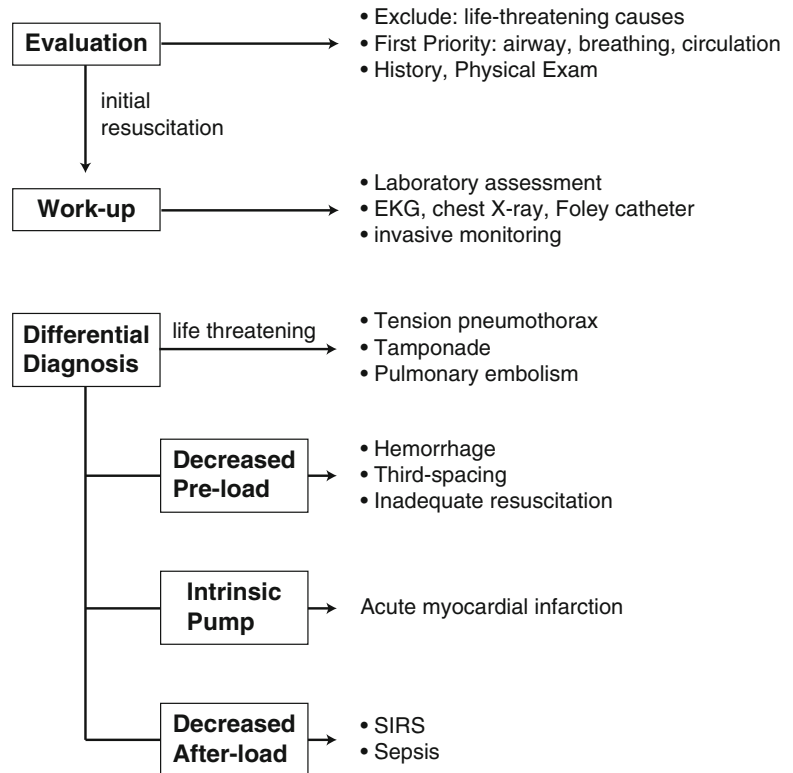 Evaluation
• Exclude: life-threatening causes
• First Priority: airway, breathing, circulation
• History, Physical Exam
initial
resuscitation
Work-up
• Laboratory assessment
• EKG, chest X-ray, Foley catheter
• invasive monitoring
Differential
Diagnosis
life threatening
• Tension pneumothorax
• Tamponade
• Pulmonary embolism
Decreased
Pre-load
• Hemorrhage
• Third-spacing
• Inadequate resuscitation
Intrinsic
Pump
Acute myocardial infarction
Decreased
After-load
• SIRS
• Sepsis